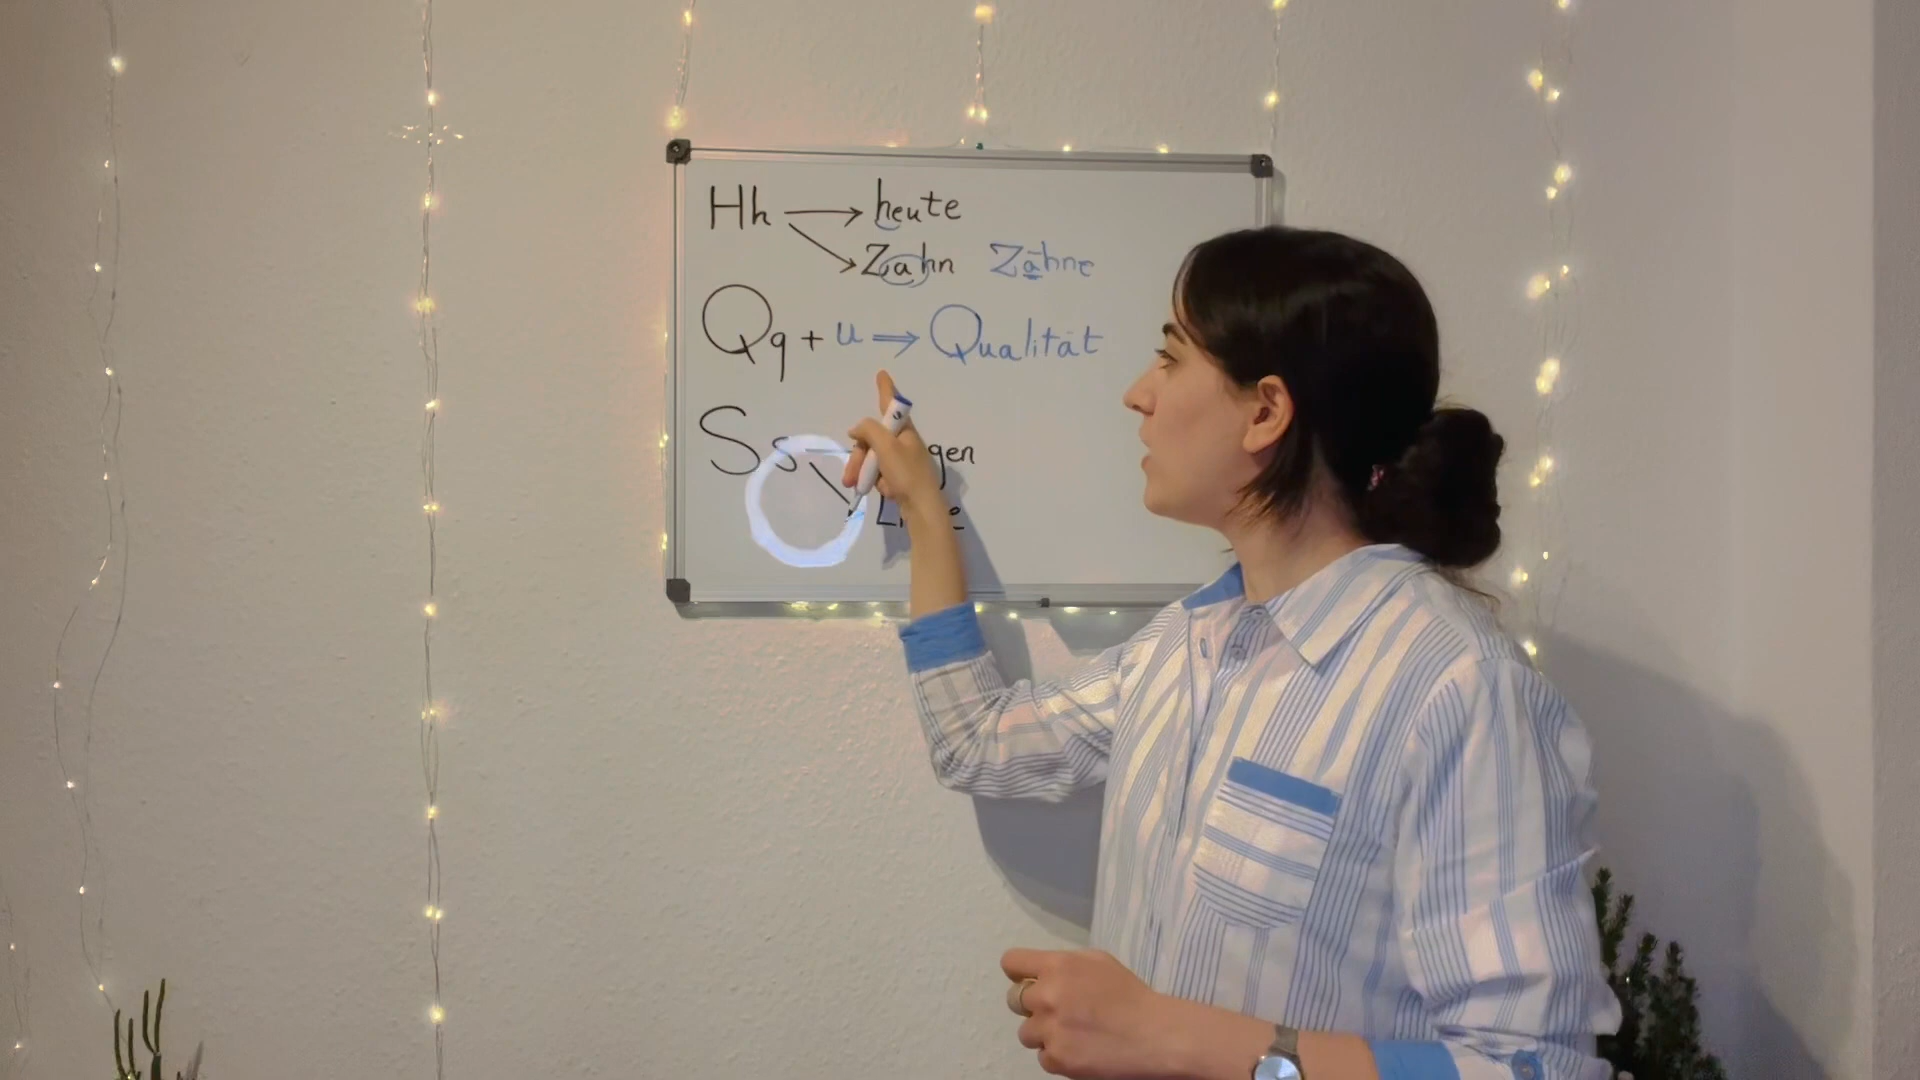 Hh → heute
Zahn Zähne
Qq + u ⇒ Qualität
Ss